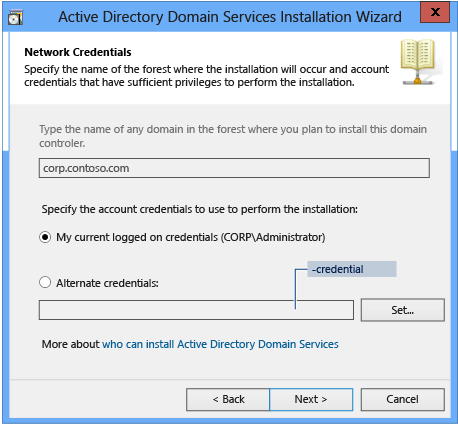 Active Directory Domain Services Installation Wizard
x
Network Credentials
Specify the name of the forest where the installation will occur and account
credentials that have sufficient privileges to perform the installation.
Type the name of any domain in the forest where you plan to install this domain
controler.
corp.contoso.com
Specify the account credentials to use to perform the installation:
My current logged on credentials (CORP\Administrator)
-credential
Alternate credentials:
Set...
More about who can install Active Directory Domain Services
< Back
Next >
Cancel